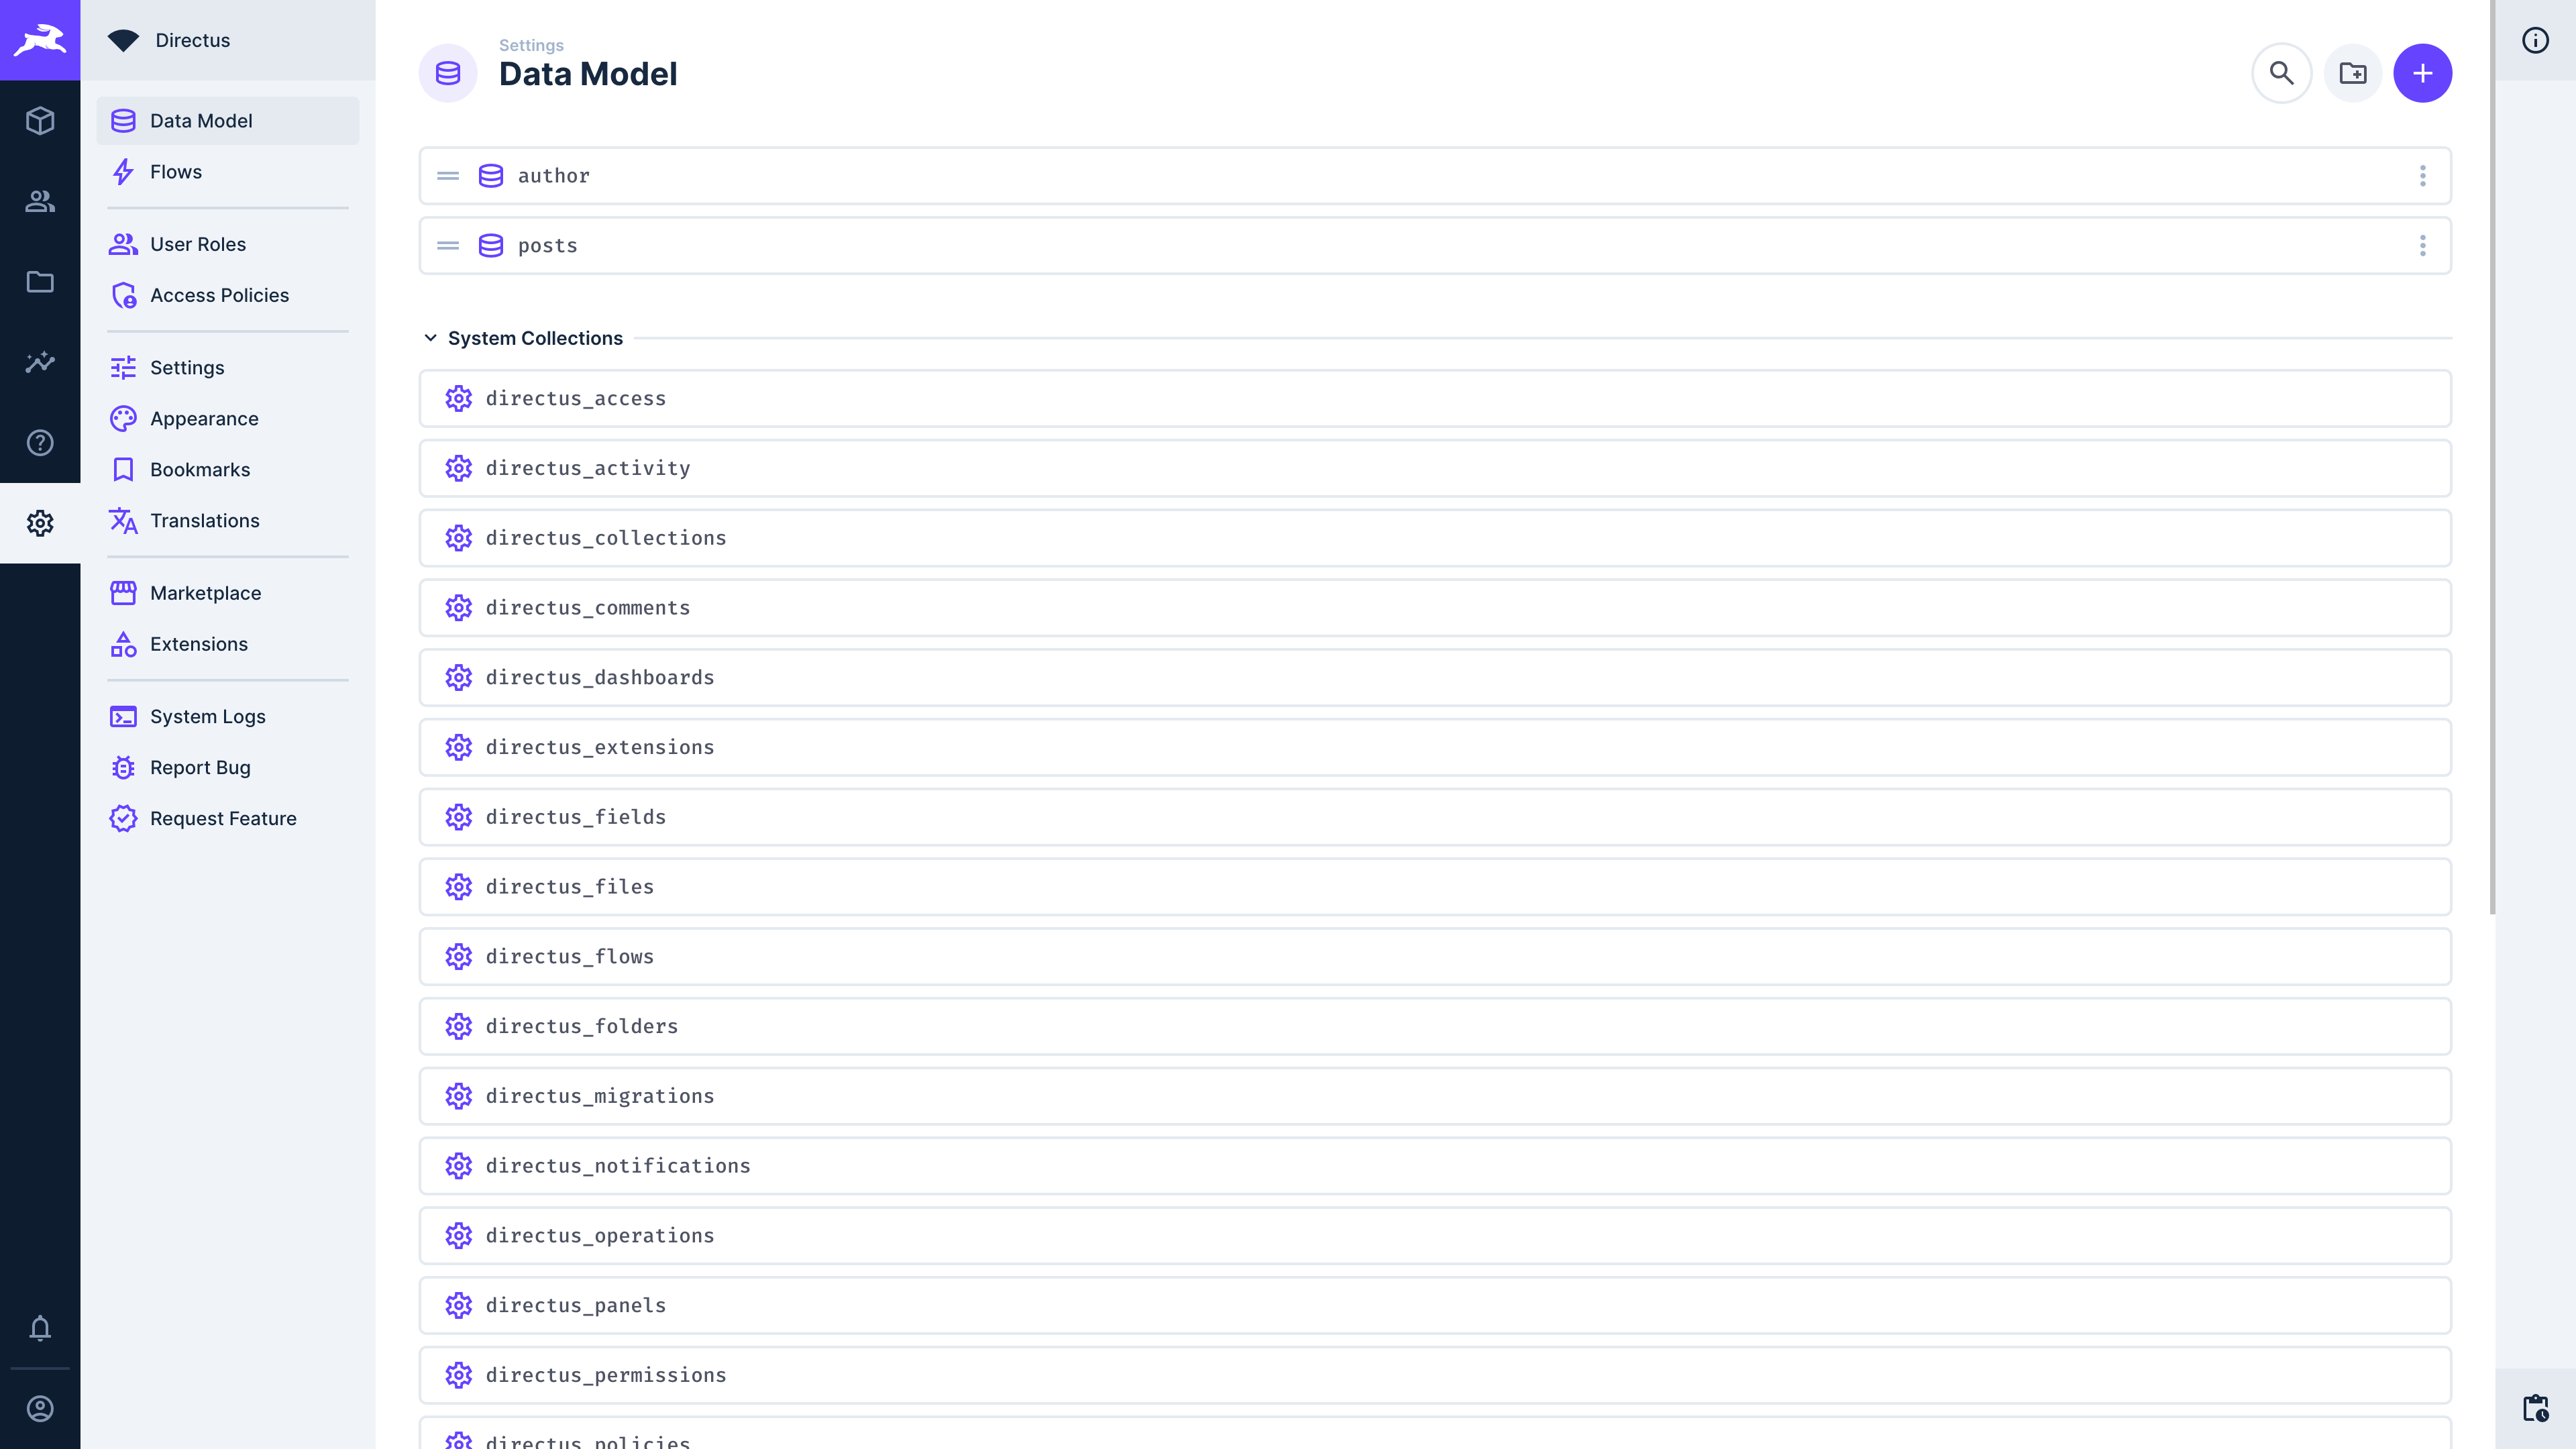 Directus
Data Model
Flows
User Roles
Access Policies
Settings
Appearance
Bookmarks
Translations
Marketplace
Extensions
System Logs
Report Bug
Request Feature
Settings
Data Model
author
posts
System Collections
directus_access
directus_activity
directus_collections
directus_comments
directus_dashboards
directus_extensions
directus_fields
directus_files
directus_flows
directus_folders
directus_migrations
directus_notifications
directus_operations
directus_panels
directus_permissions
directus_policies